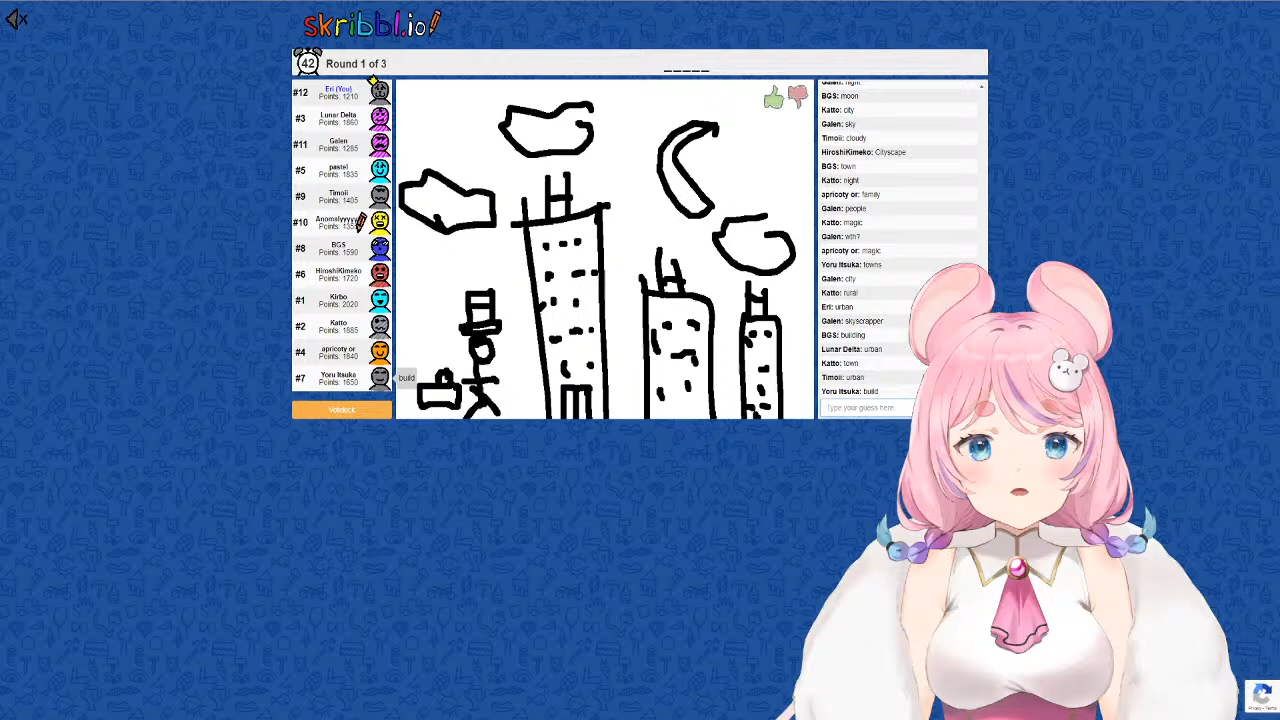 skribbl.io!
42
Round 1 of 3
_____
#12 Eri (You)
Points: 1210
#3 Lunar Delta
Points: 1860
#11 Galen
Points: 1285
#5 pastel
Points: 1835
#9 Timoii
Points: 1405
#10
#8 BGS
Points: 1590
#6 HiroshiKimeko
Points: 1720
#1 Kirbo
Points: 2020
#2 Katto
Points: 1885
#4 apricoty or
Points: 1840
#7 Yoru Itsuka
Points: 1650
Votekick
build
Galen: night
BGS: moon
Katto: city
Galen: sky
Timoii: cloudy
HiroshiKimeko: Cityscape
BGS: town
Katto: night
apricoty or: family
Galen: people
Katto: magic
Galen: wth?
apricoty or: magic
Yoru Itsuka: towns
Galen: city
Katto: rural
Eri: urban
Galen: skyscrapper
BGS: building
Lunar Delta: urban
Katto: town
Timoii: urban
Yoru Itsuka: build
Type your guess here...
Privacy - Terms